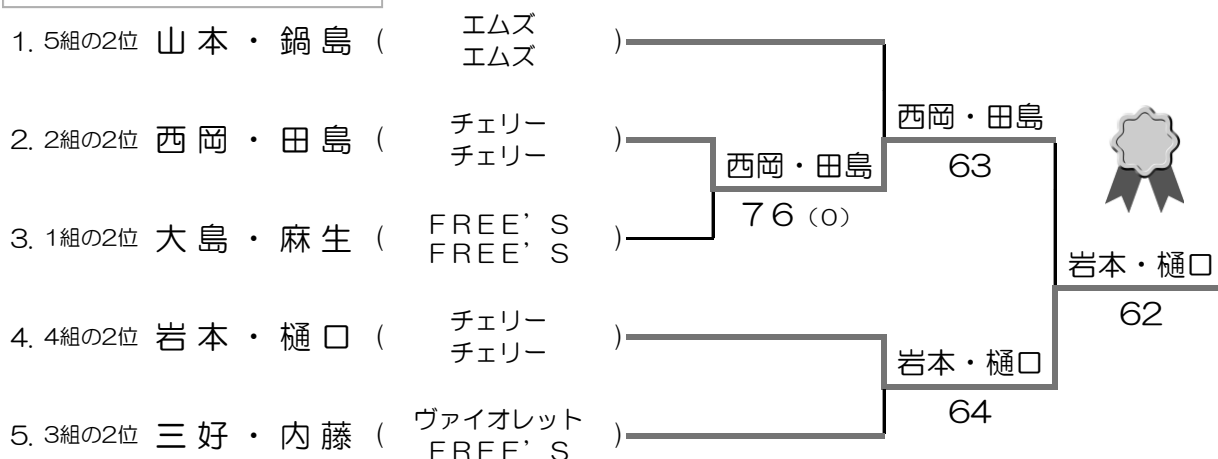 1. 5組の2位 山本・鍋島 ( エムズ )
エムズ
2. 2組の2位 西岡・田島 ( チェリー )
チェリー
3. 1組の2位 大島・麻生 ( FREE'S )
FREE'S
4. 4組の2位 岩本・樋口 ( チェリー )
チェリー
5. 3組の2位 三好・内藤 ( ヴァイオレット )
FREE'S
西岡・田島
76(0)
西岡・田島
63
岩本・樋口
64
岩本・樋口
62